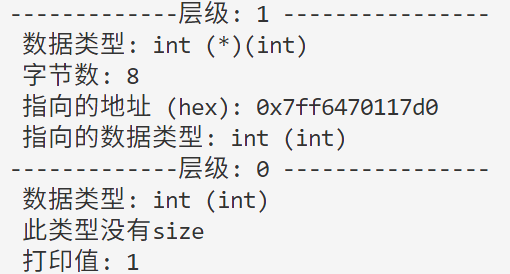 -------------层级: 1 ----------------
数据类型: int (*)(int)
字节数: 8
指向的地址 (hex): 0x7ff6470117d0
指向的数据类型: int (int)
-------------层级: 0 ----------------
数据类型: int (int)
此类型没有size
打印值: 1